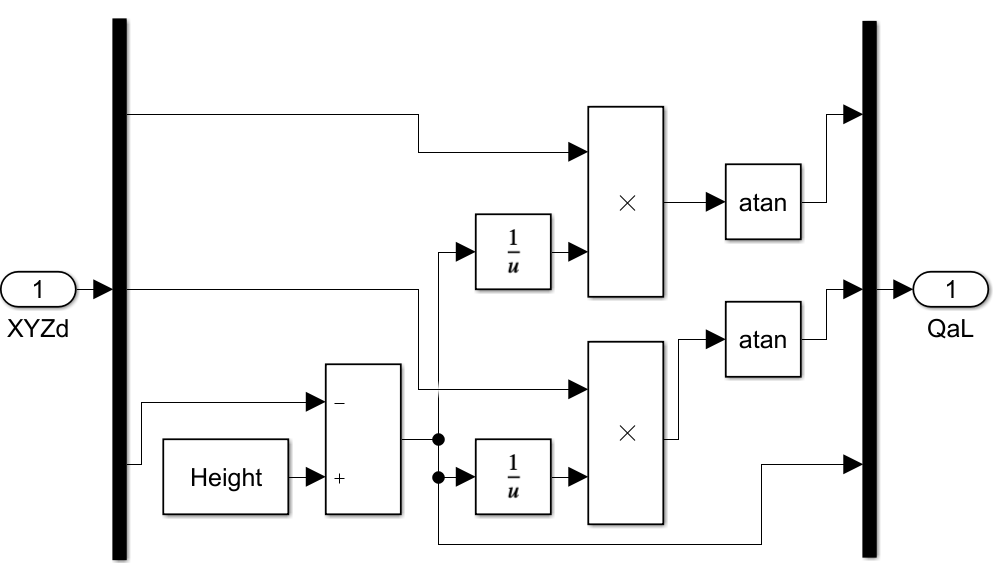 1
XYZd
−
+
Height
1
u
1
u
×
×
atan
atan
1
QaL